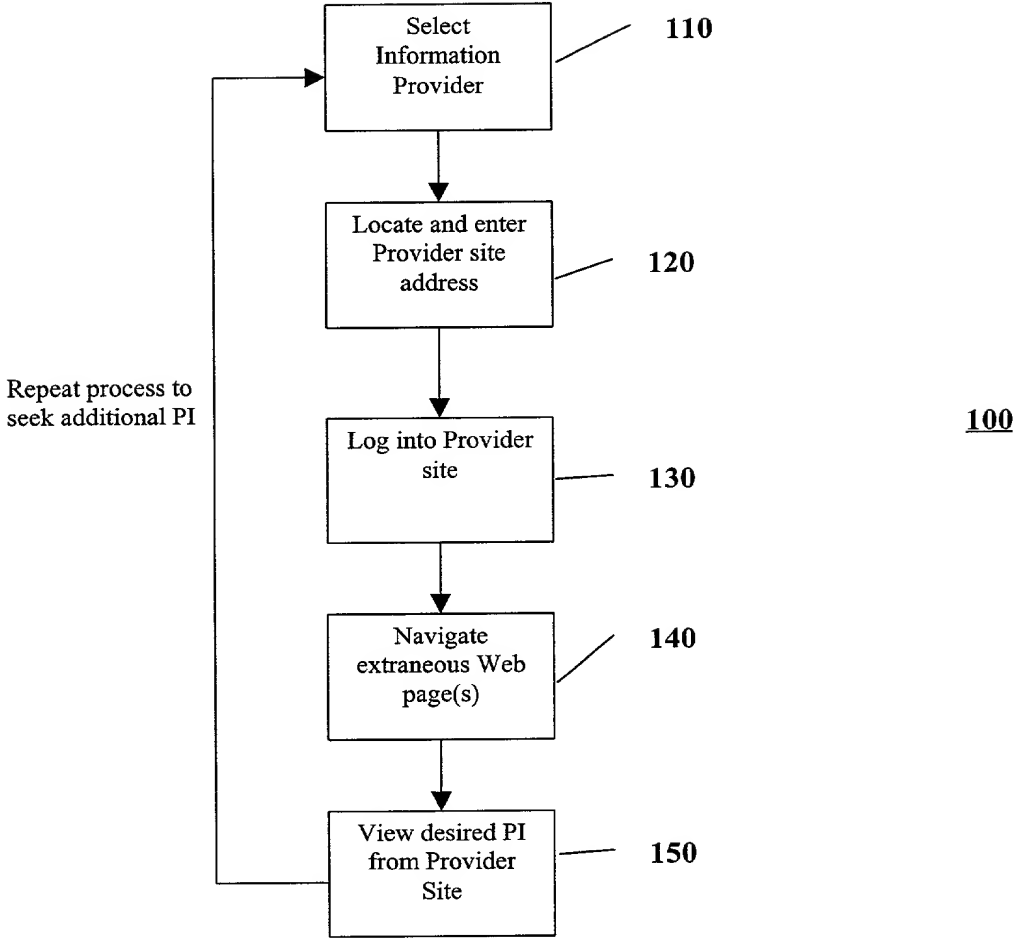 Select
Information
Provider
110
Locate and enter
Provider site
address
120
Repeat process to
seek additional PI
100
Log into Provider
site
130
Navigate
extraneous Web
page(s)
140
View desired PI
from Provider
Site
150